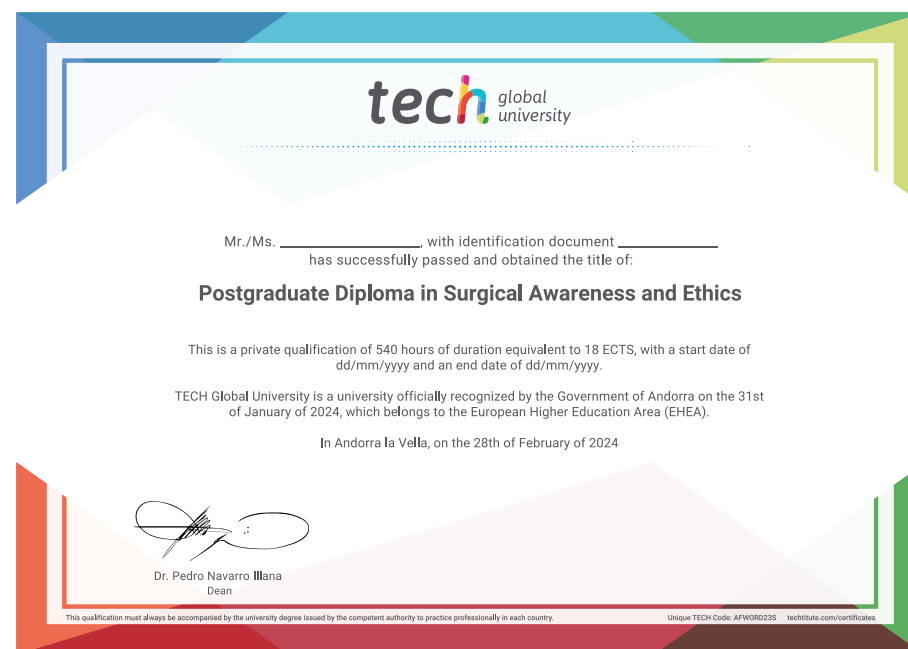 tech global university
Mr./Ms. ____________________, with identification document ______________
has successfully passed and obtained the title of:
Postgraduate Diploma in Surgical Awareness and Ethics
This is a private qualification of 540 hours of duration equivalent to 18 ECTS, with a start date of
dd/mm/yyyy and an end date of dd/mm/yyyy.
TECH Global University is a university officially recognized by the Government of Andorra on the 31st
of January of 2024, which belongs to the European Higher Education Area (EHEA).
In Andorra la Vella, on the 28th of February of 2024
Dr. Pedro Navarro Illana
Dean
This qualification must always be accompanied by the university degree issued by the competent authority to practice professionally in each country.
Unique TECH Code: AFWORD23S techtitute.com/certificates